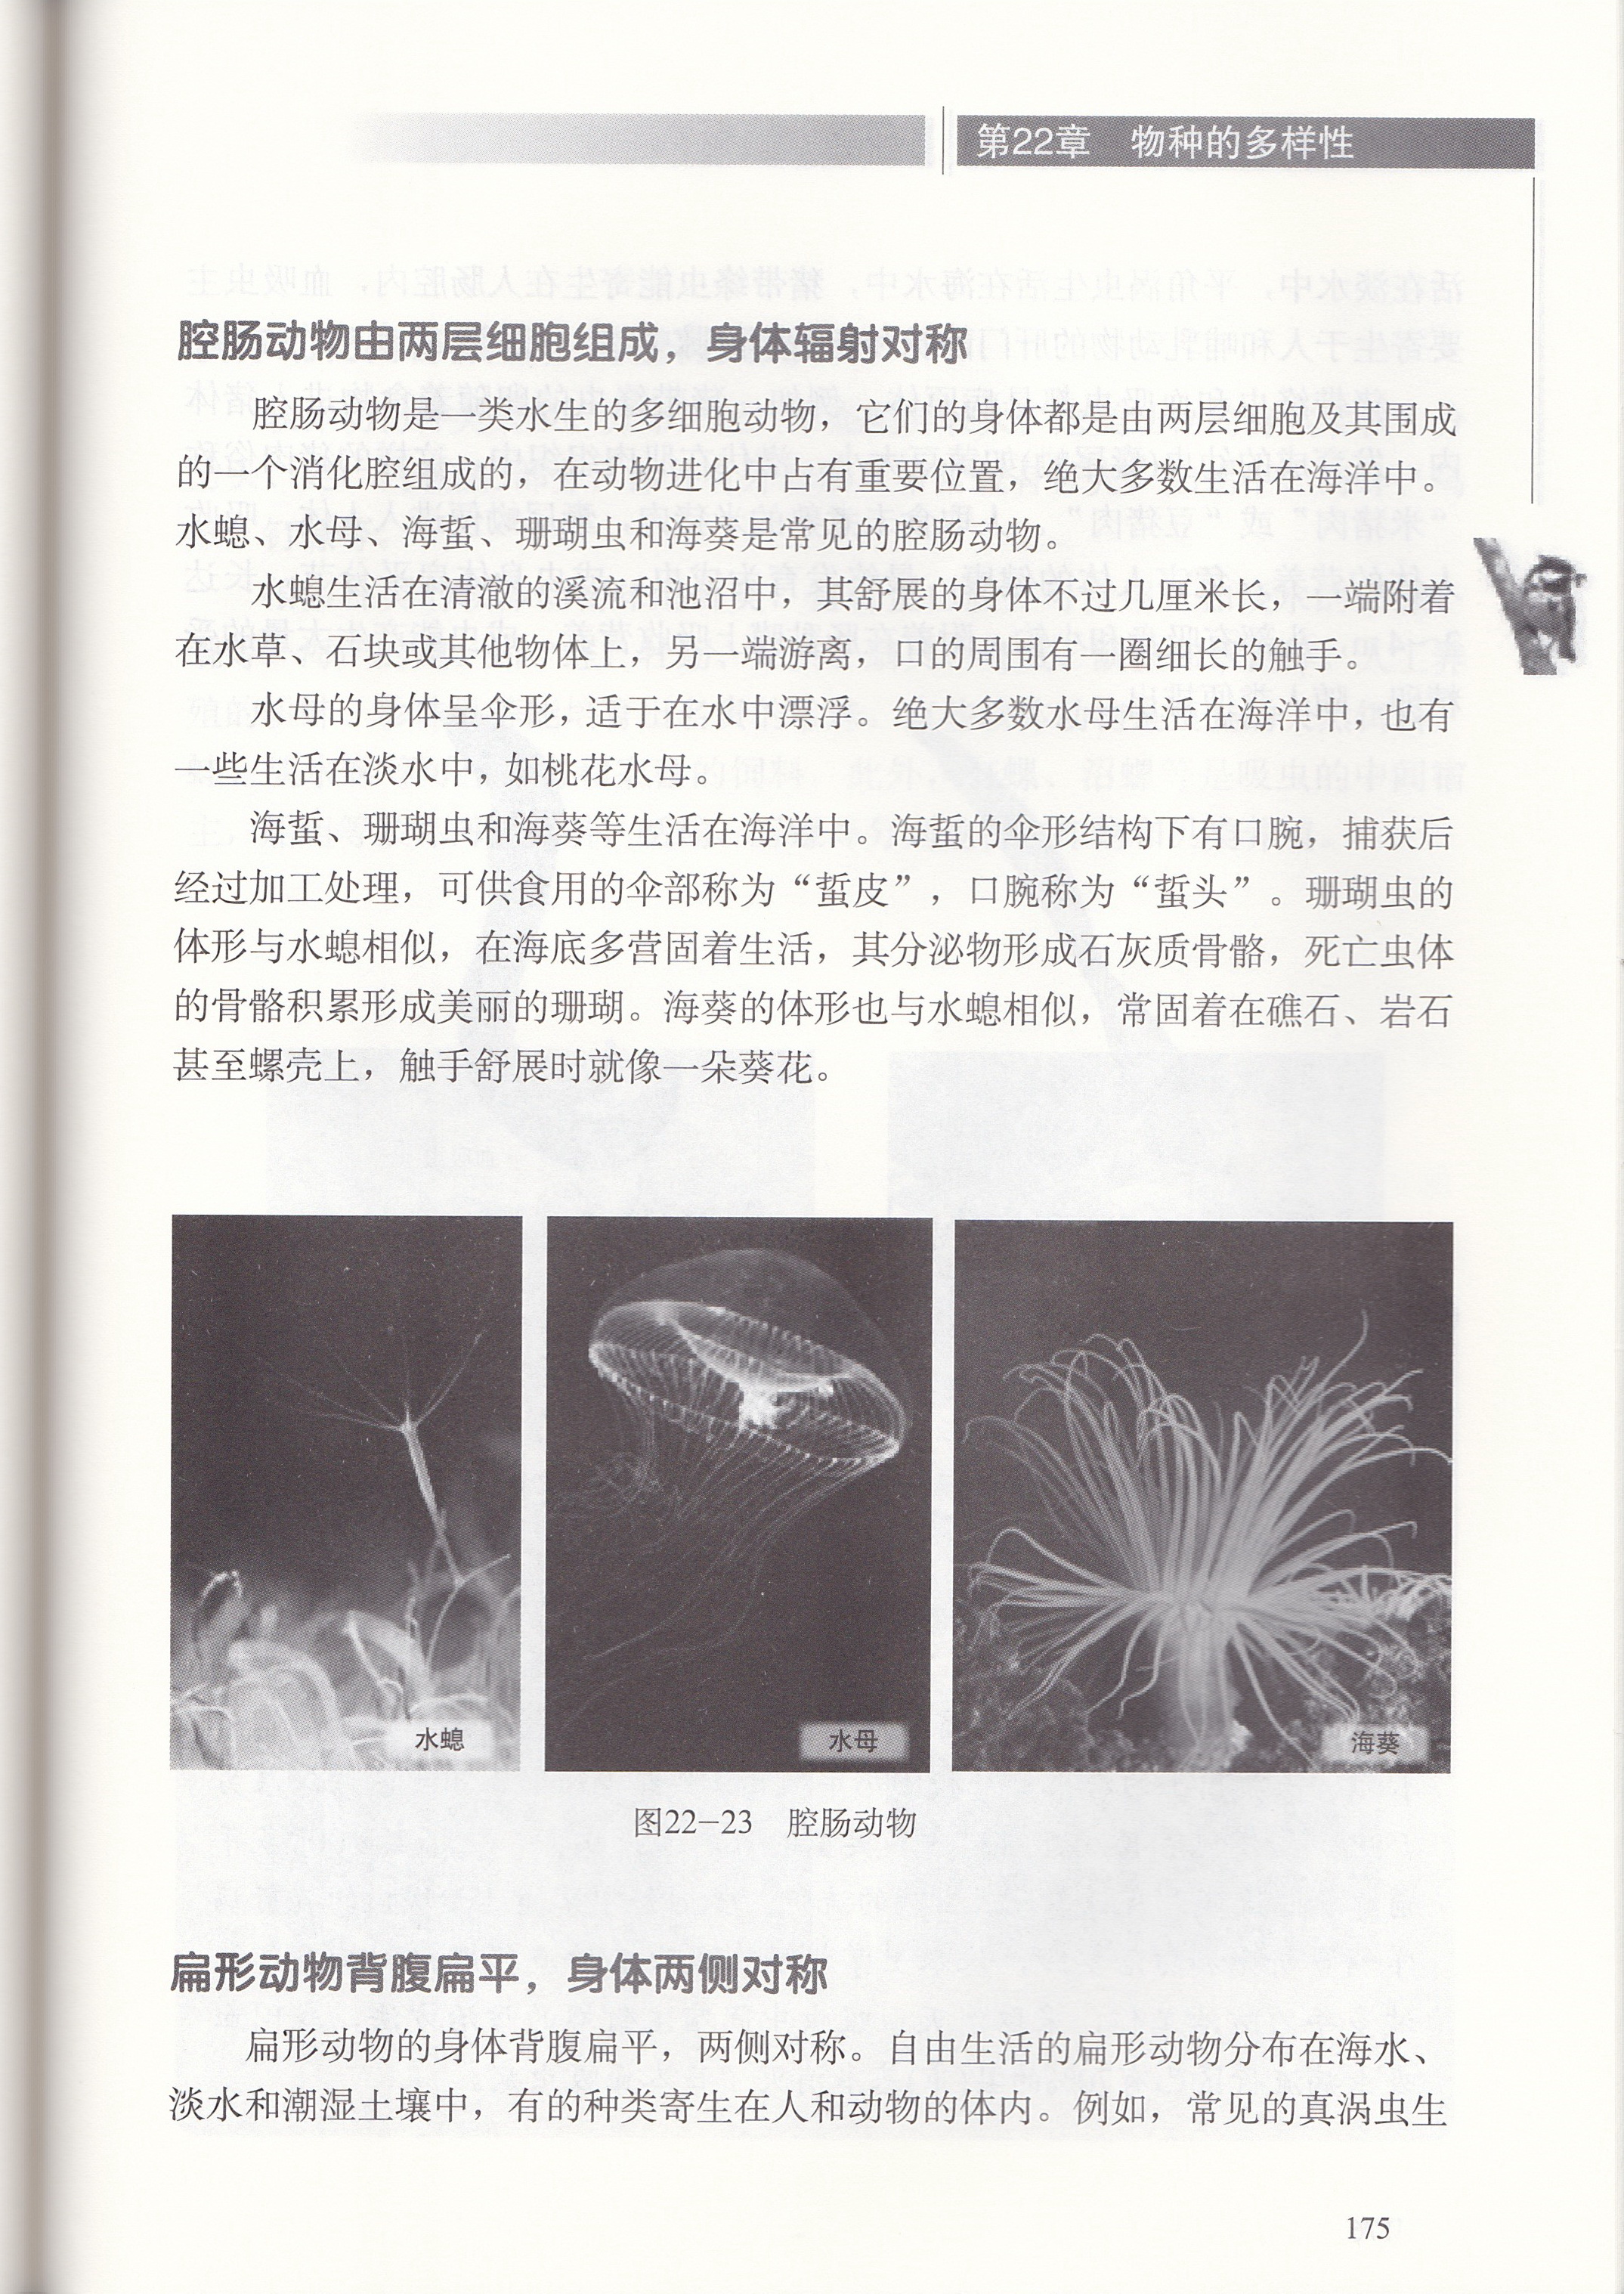 第22章 物种的多样性
腔肠动物由两层细胞组成，身体辐射对称
腔肠动物是一类水生的多细胞动物，它们的身体都是由两层细胞及其围成
的一个消化腔组成的，在动物进化中占有重要位置，绝大多数生活在海洋中。
水螅、水母、海蜇、珊瑚虫和海葵是常见的腔肠动物。
水螅生活在清澈的溪流和池沼中，其舒展的身体不过几厘米长，一端附着
在水草、石块或其他物体上，另一端游离，口的周围有一圈细长的触手。
水母的身体呈伞形，适于在水中漂浮。绝大多数水母生活在海洋中，也有
一些生活在淡水中，如桃花水母。
海蜇、珊瑚虫和海葵等生活在海洋中。海蜇的伞形结构下有口腕，捕获后
经过加工处理，可供食用的伞部称为“蜇皮”，口腕称为“蜇头”。珊瑚虫的
体形与水螅相似，在海底多营固着生活，其分泌物形成石灰质骨骼，死亡虫体
的骨骼积累形成美丽的珊瑚。海葵的体形也与水螅相似，常固着在礁石、岩石
甚至螺壳上，触手舒展时就像一朵葵花。
水螅
水母
海葵
图22-23 腔肠动物
扁形动物背腹扁平，身体两侧对称
扁形动物的身体背腹扁平，两侧对称。自由生活的扁形动物分布在海水、
淡水和潮湿土壤中，有的种类寄生在人和动物的体内。例如，常见的真涡虫生
175